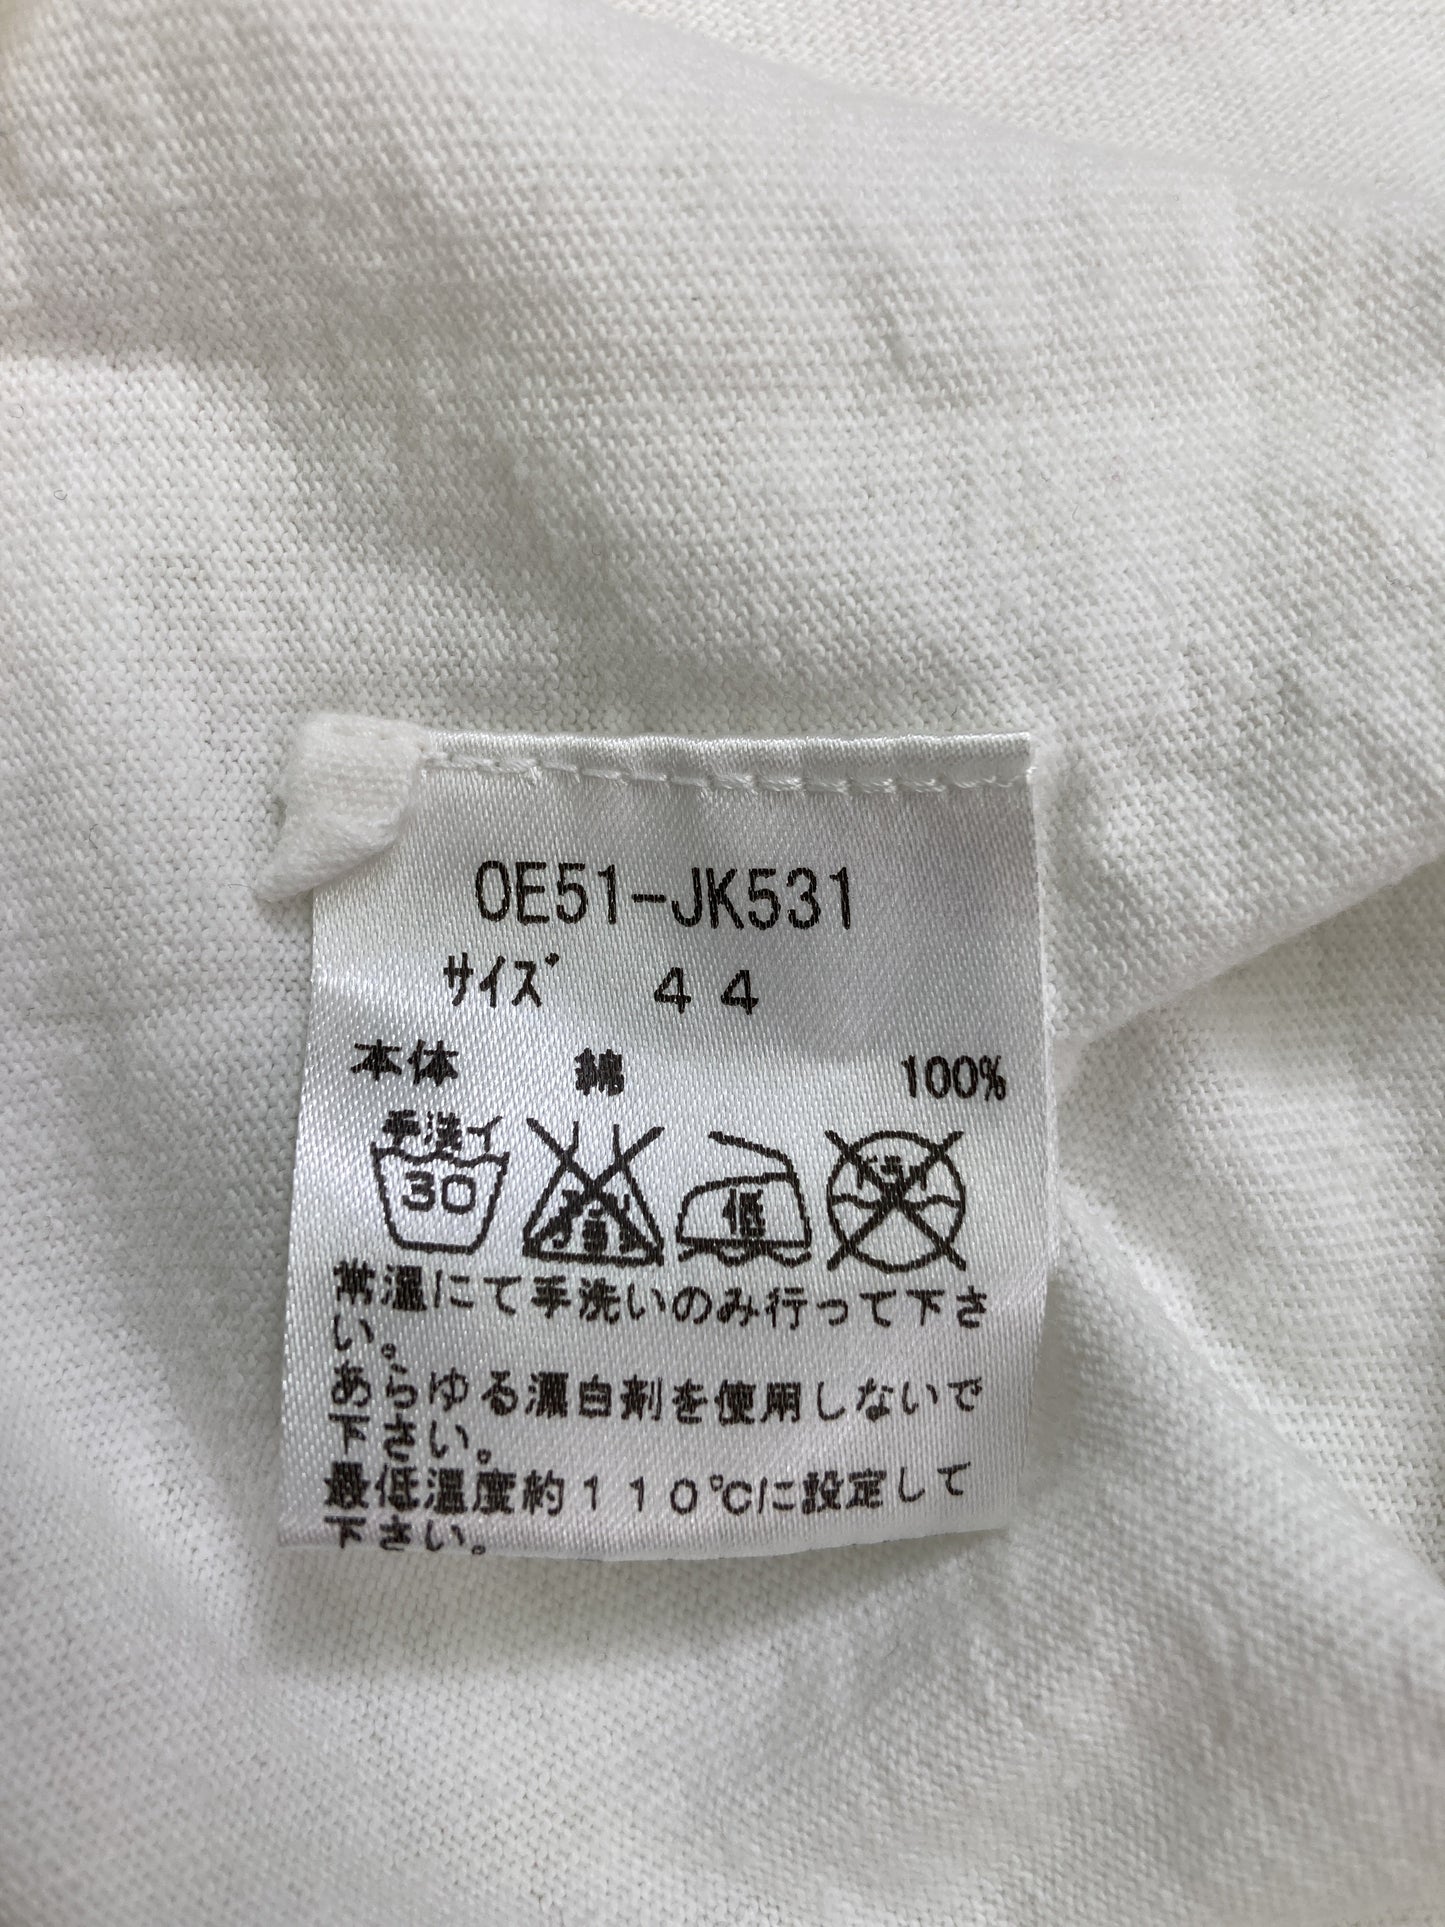 OE51-JK531
ｻｲｽﾞ 44
本体 綿 100%
手洗イ
30
低
常温にて手洗いのみ行って下さ
い。
あらゆる漂白剤を使用しないで
下さい。
最低温度約110℃に設定して
下さい。